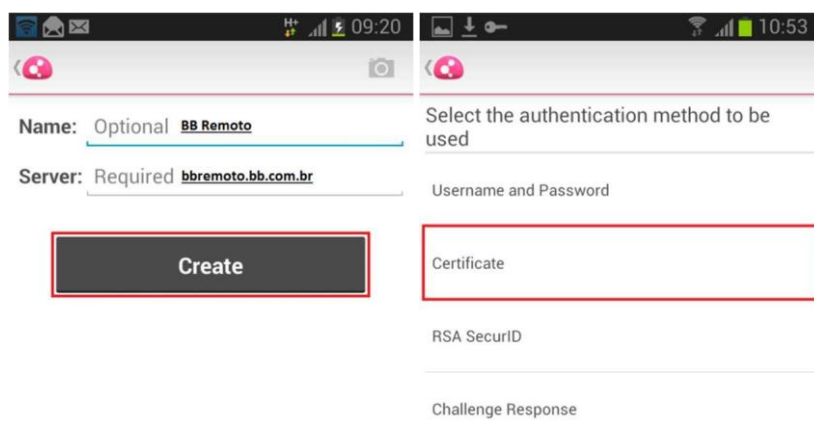 H+ 09:20
Name: Optional BB Remoto
Server: Required bbremoto.bb.com.br
Create
10:53
Select the authentication method to be
used
Username and Password
Certificate
RSA SecurID
Challenge Response